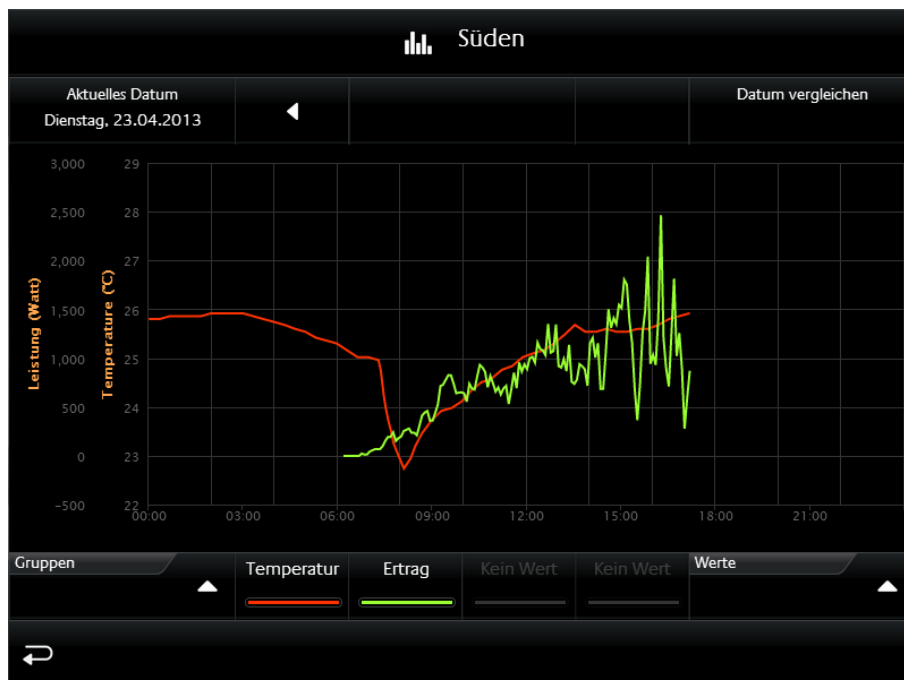 Süden
Aktuelles Datum
Dienstag, 23.04.2013
Datum vergleichen
Leistung (Watt)
3,000
2,500
2,000
1,500
1,000
500
0
-500
Temperature (°C)
29
28
27
26
25
24
23
22
00:00 03:00 06:00 09:00 12:00 15:00 18:00 21:00
Gruppen
Temperatur
Ertrag
Kein Wert
Kein Wert
Werte